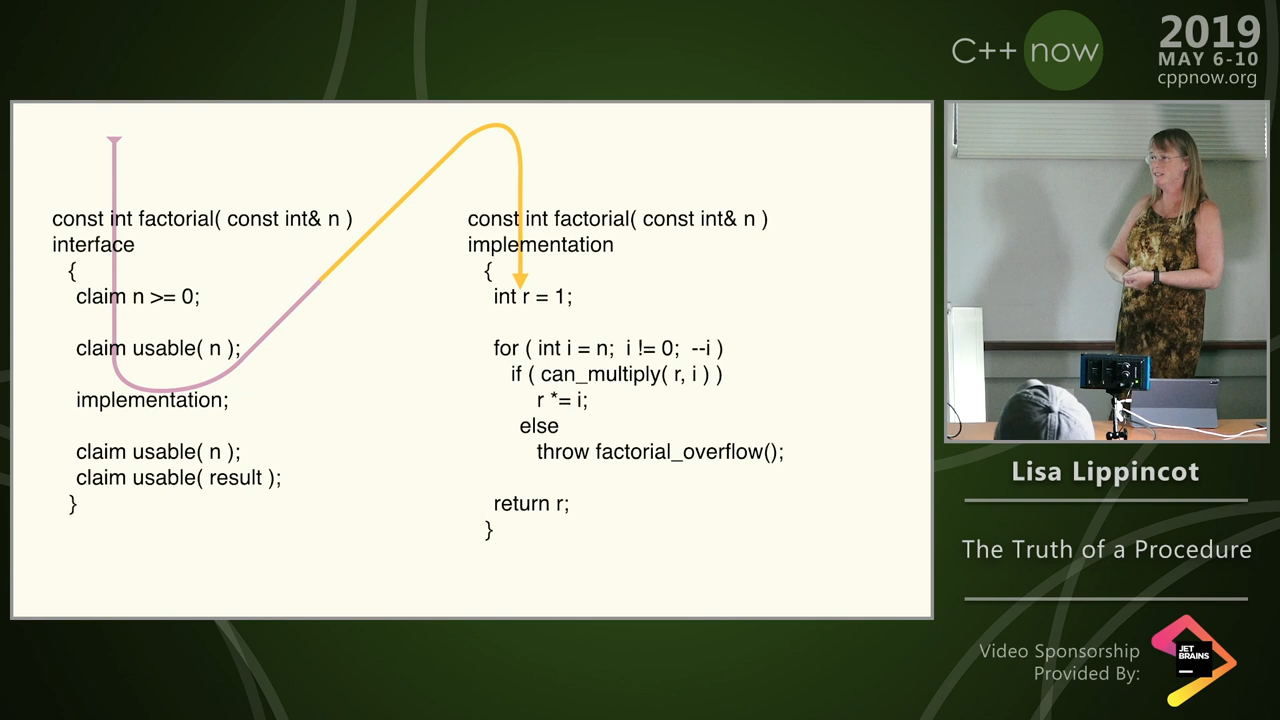 C++ now
2019
MAY 6-10
cppnow.org
const int factorial( const int& n )
interface
{
claim n >= 0;
claim usable( n );
implementation;
claim usable( n );
claim usable( result );
}
const int factorial( const int& n )
implementation
{
int r = 1;
for ( int i = n; i != 0; --i )
if ( can_multiply( r, i ) )
r *= i;
else
throw factorial_overflow();
return r;
}
Lisa Lippincot
The Truth of a Procedure
Video Sponsorship
Provided By:
JET
BRAINS